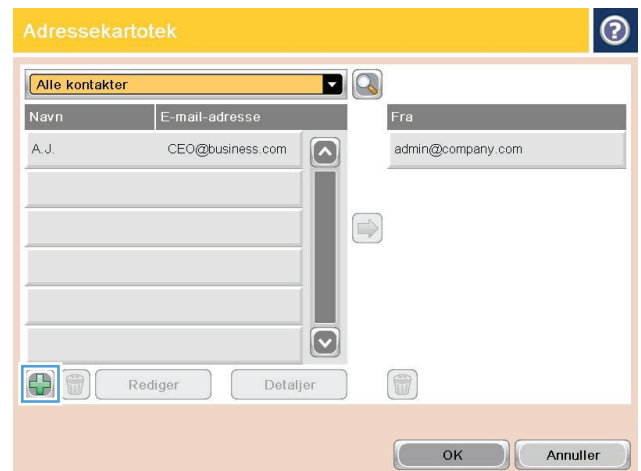 Adressekartotek
Alle kontakter
Navn E-mail-adresse Fra
A.J. CEO@business.com admin@company.com
Rediger Detaljer
OK Annuller